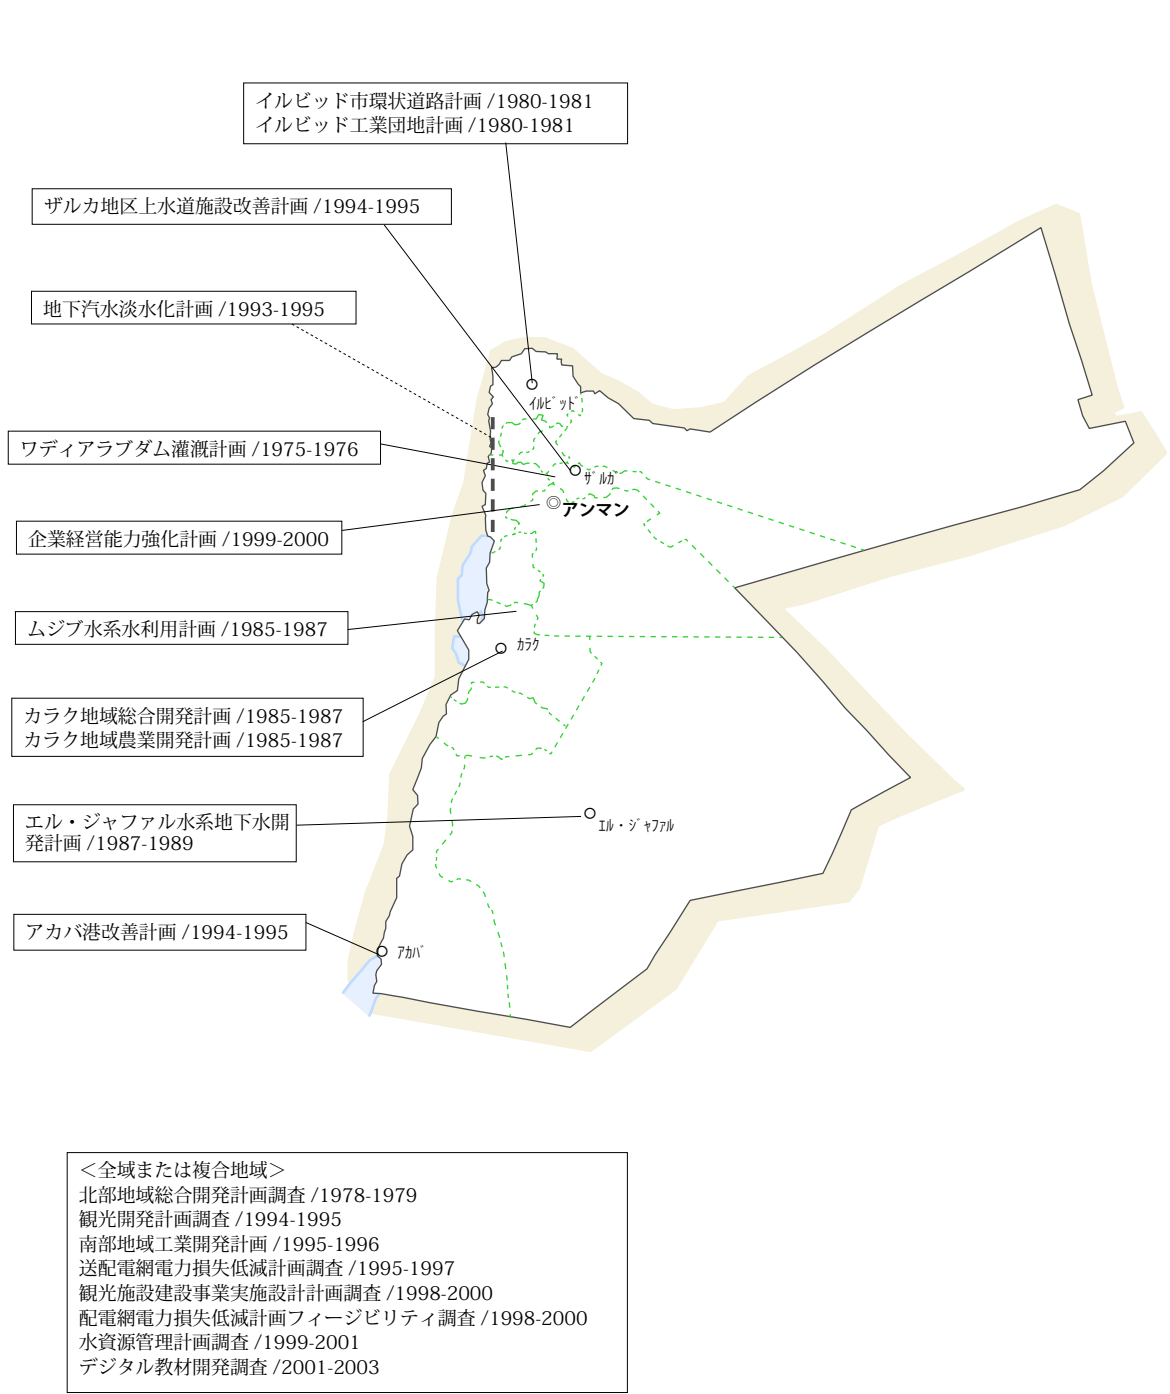 イルビッド市環状道路計画 /1980-1981
イルビッド工業団地計画 /1980-1981
ザルカ地区上水道施設改善計画 /1994-1995
地下汽水淡水化計画 /1993-1995
ｲﾙﾋﾞｯﾄﾞ
ワディアラブダム灌漑計画 /1975-1976
ｻﾞﾙｶﾞ
アンマン
企業経営能力強化計画 /1999-2000
ムジブ水系水利用計画 /1985-1987
ｶﾗｸ
カラク地域総合開発計画 /1985-1987
カラク地域農業開発計画 /1985-1987
エル・ジャファル水系地下水開
発計画 /1987-1989
ｴﾙ・ｼﾞｬﾌｧﾙ
アカバ港改善計画 /1994-1995
ｱｶﾊﾞ
＜全域または複合地域＞
北部地域総合開発計画調査 /1978-1979
観光開発計画調査 /1994-1995
南部地域工業開発計画 /1995-1996
送配電網電力損失低減計画調査 /1995-1997
観光施設建設事業実施設計計画調査 /1998-2000
配電網電力損失低減計画フィージビリティ調査 /1998-2000
水資源管理計画調査 /1999-2001
デジタル教材開発調査 /2001-2003